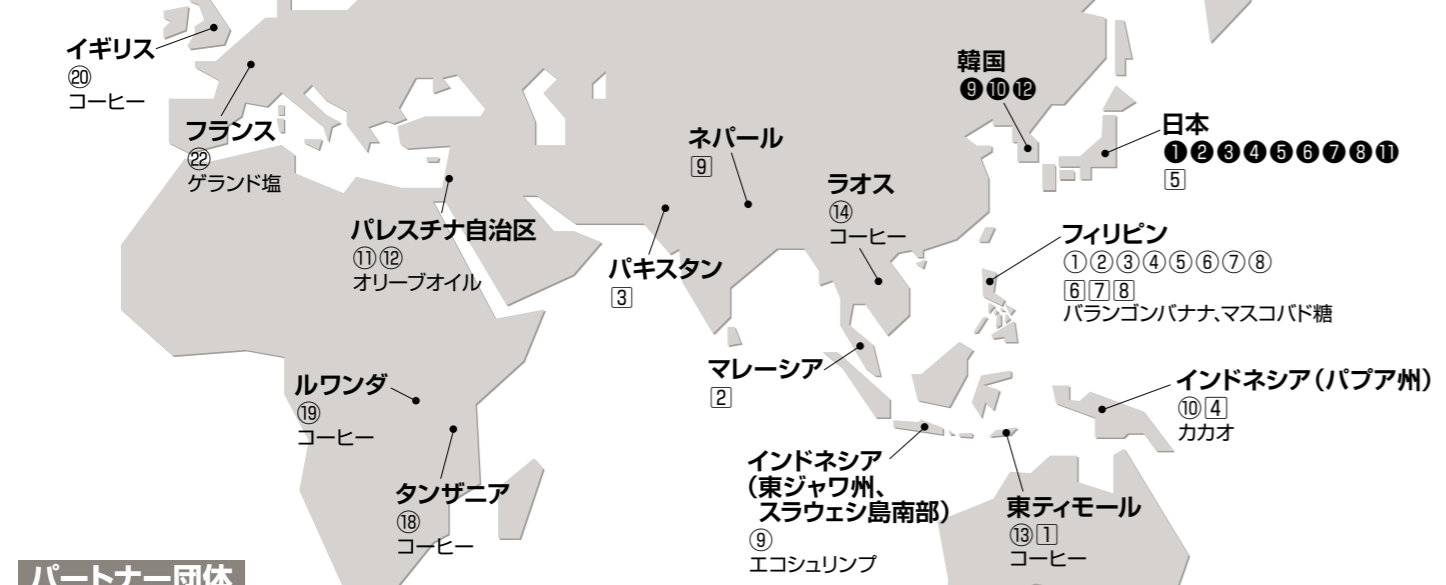 イギリス
⑳
コーヒー
フランス
㉒
ゲランド塩
パレスチナ自治区
⑪⑫
オリーブオイル
ネパール
9
パキスタン
3
ラオス
⑭
コーヒー
韓国
❾❿⓬
日本
❶❷❸❹❺❻❼❽⓫
5
フィリピン
①②③④⑤⑥⑦⑧
6 7 8
バランゴンバナナ、マスコバド糖
マレーシア
2
インドネシア（パプア州）
⑩4
カカオ
ルワンダ
⑲
コーヒー
タンザニア
⑱
コーヒー
インドネシア
（東ジャワ州、
スラウェシ島南部）
⑨
エコシュリンプ
東ティモール
⑬1
コーヒー
パートナー団体